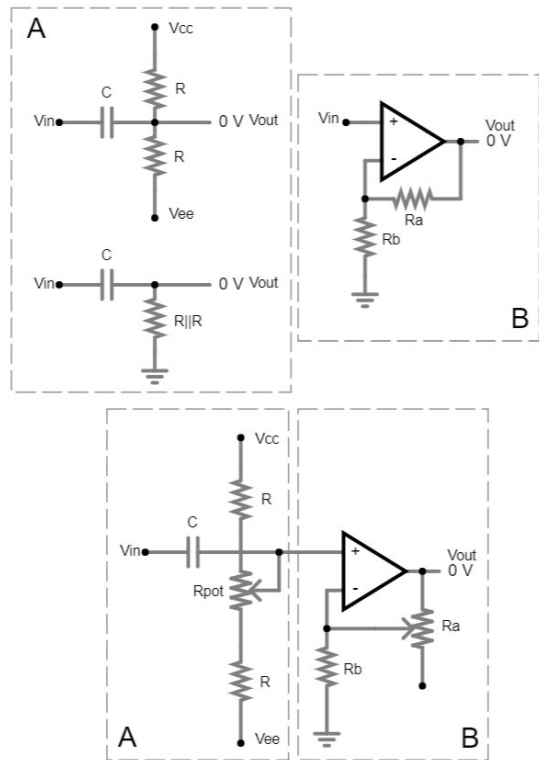 A
Vcc
C
R
Vin
0 V Vout
R
Vee
C
Vin
0 V Vout
R||R
Vin
+
-
Vout
0 V
Ra
Rb
B
Vcc
R
C
Vin
Rpot
R
Vee
A
+
-
Vout
0 V
Ra
Rb
B